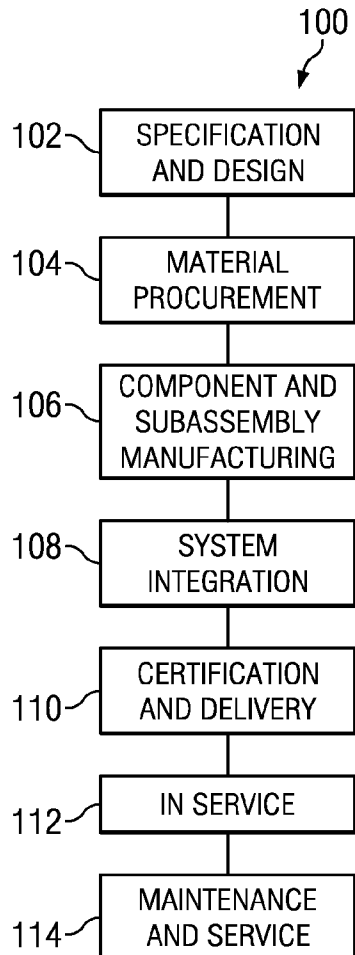 100
102
SPECIFICATION
AND DESIGN
104
MATERIAL
PROCUREMENT
106
COMPONENT AND
SUBASSEMBLY
MANUFACTURING
108
SYSTEM
INTEGRATION
110
CERTIFICATION
AND DELIVERY
112
IN SERVICE
114
MAINTENANCE
AND SERVICE